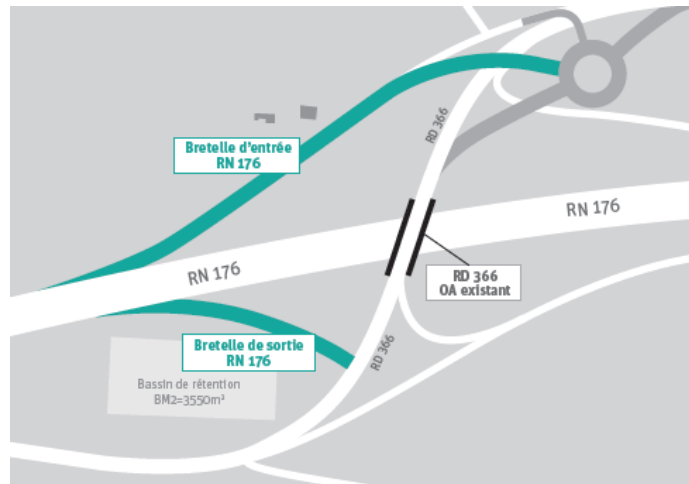 RD 366
Bretelle d'entrée
RN 176
RN 176
RN 176
RD 366
OA existant
Bretelle de sortie
RN 176
RD 366
Bassin de rétention
BM2=3550m²